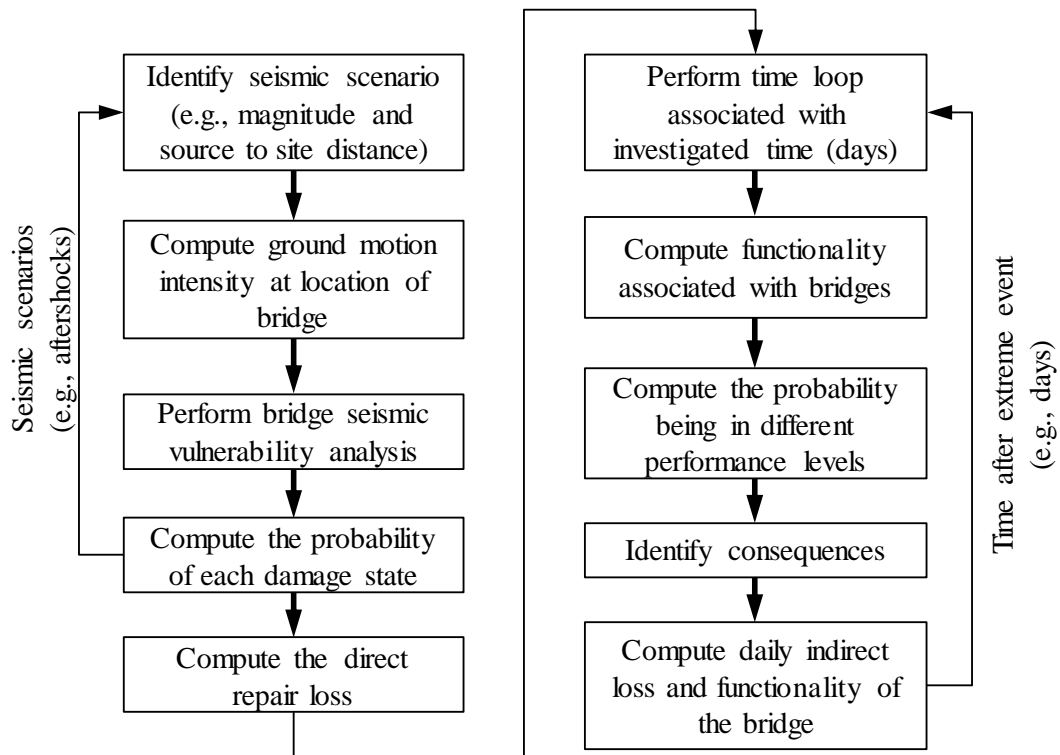 Identify seismic scenario
(e.g., magnitude and
source to site distance)
Compute ground motion
intensity at location of
bridge
Perform bridge seismic
vulnerability analysis
Compute the probability
of each damage state
Compute the direct
repair loss
Seismic scenarios
(e.g., aftershocks)
Perform time loop
associated with
investigated time (days)
Compute functionality
associated with bridges
Compute the probability
being in different
performance levels
Identify consequences
Compute daily indirect
loss and functionality of
the bridge
Time after extreme event
(e.g., days)